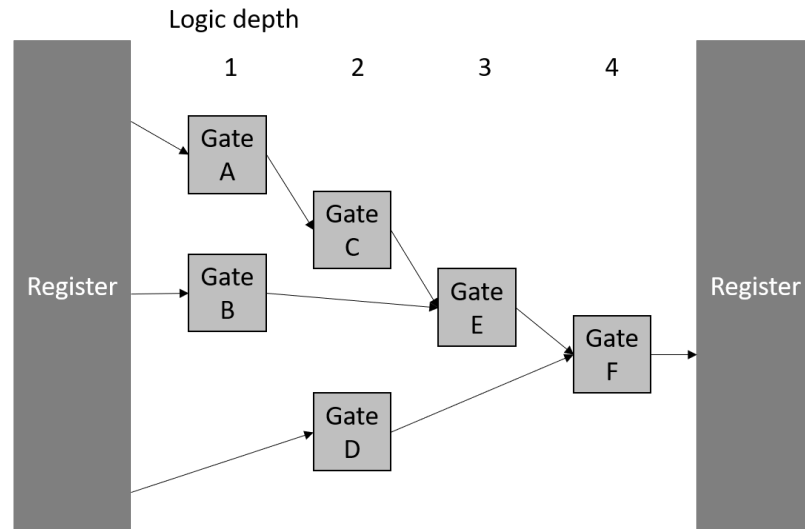 Logic depth
1 2 3 4
Gate
A
Gate
C
Register
Gate
B
Gate
E
Register
Gate
F
Gate
D